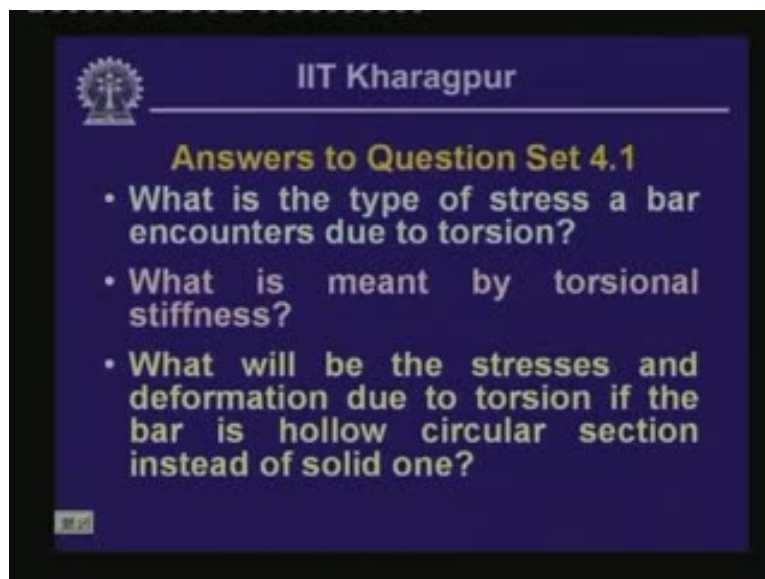 IIT Kharagpur
Answers to Question Set 4.1
• What is the type of stress a bar
encounters due to torsion?
• What is meant by torsional
stiffness?
• What will be the stresses and
deformation due to torsion if the
bar is hollow circular section
instead of solid one?